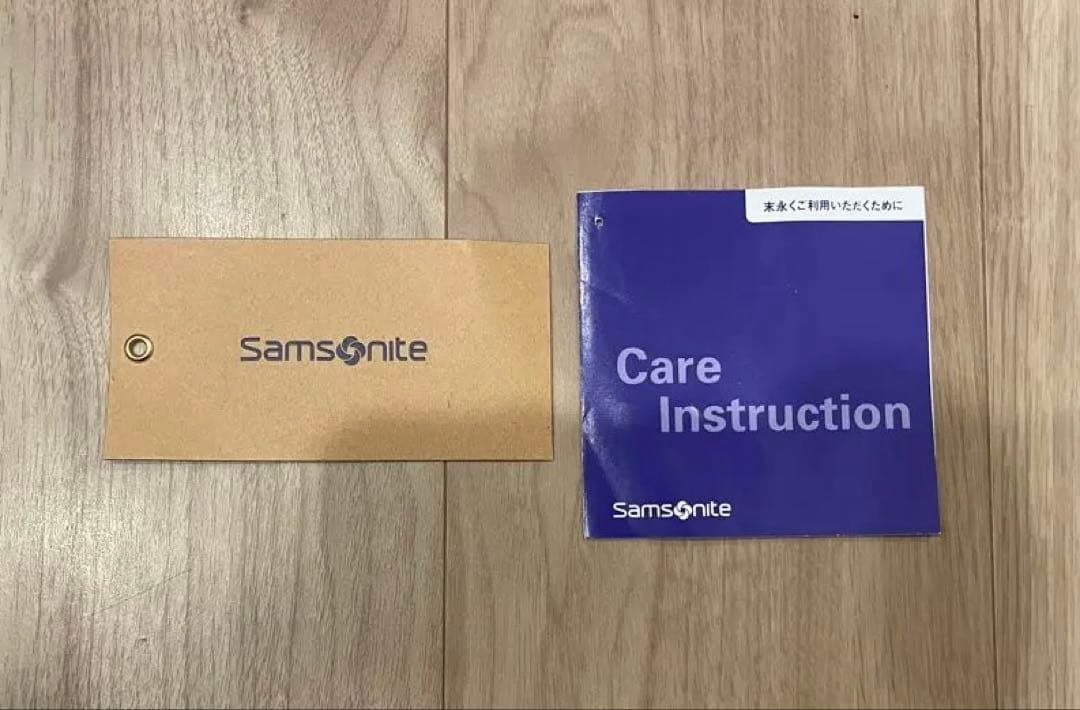 Samsonite
末永くご利用いただくために
Care
Instruction
Samsonite